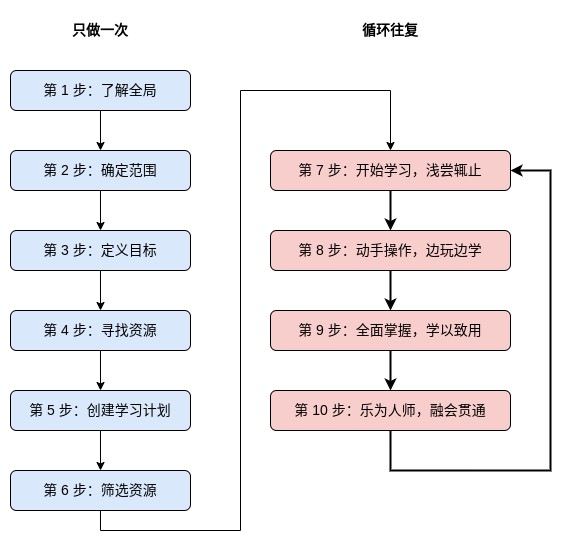 只做一次
循环往复
第 1 步：了解全局
第 2 步：确定范围
第 3 步：定义目标
第 4 步：寻找资源
第 5 步：创建学习计划
第 6 步：筛选资源
第 7 步：开始学习，浅尝辄止
第 8 步：动手操作，边玩边学
第 9 步：全面掌握，学以致用
第 10 步：乐为人师，融会贯通